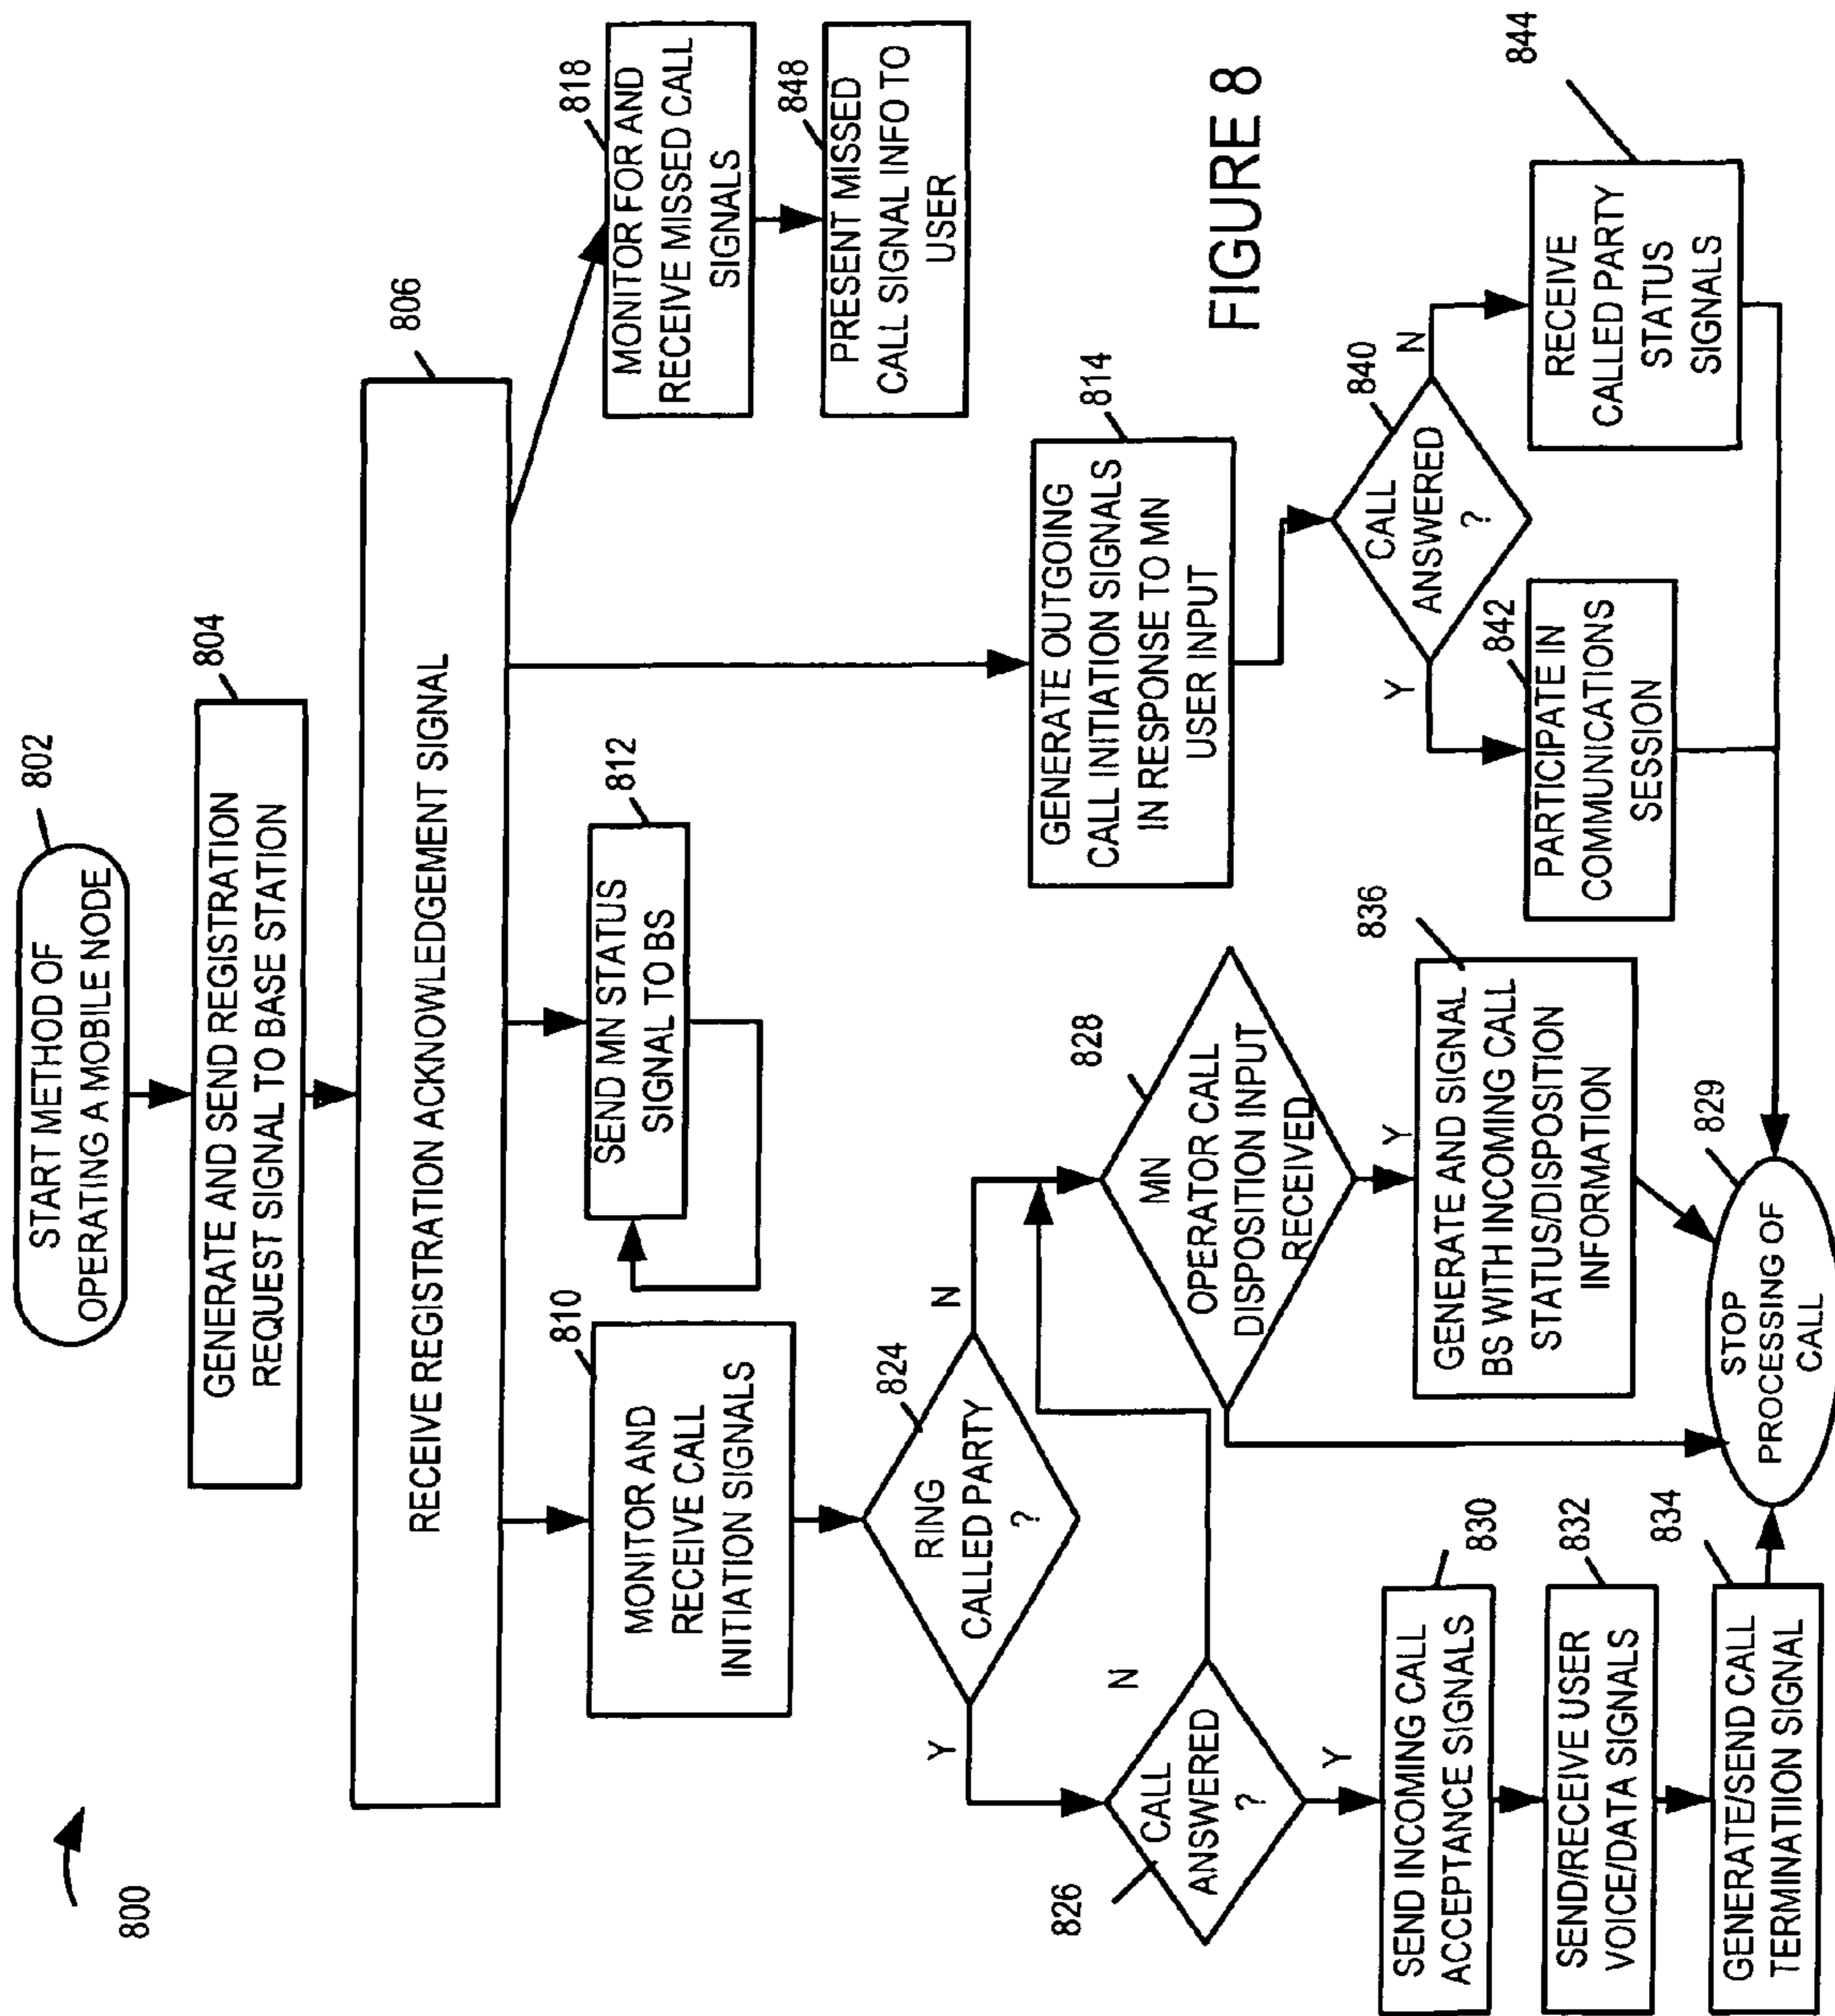 800
START METHOD OF
OPERATING A MOBILE NODE
802
GENERATE AND SEND REGISTRATION
REQUEST SIGNAL TO BASE STATION
804
RECEIVE REGISTRATION ACKNOWLEDGEMENT SIGNAL
806
810
MONITOR AND
RECEIVE CALL
INITIATION SIGNALS
812
SEND MN STATUS
SIGNAL TO BS
818
MONITOR FOR AND
RECEIVE MISSED CALL
SIGNALS
848
PRESENT MISSED
CALL SIGNAL INFO TO
USER
824
RING
CALLED PARTY
?
Y
N
826
CALL
ANSWERED
?
N
Y
828
MN
OPERATOR CALL
DISPOSITION INPUT
RECEIVED
Y
814
GENERATE OUTGOING
CALL INITIATION SIGNALS
IN RESPONSE TO MN
USER INPUT
840
CALL
ANSWERED
?
Y
N
842
PARTICIPATE IN
COMMUNICATIONS
SESSION
844
RECEIVE
CALLED PARTY
STATUS
SIGNALS
830
SEND INCOMING CALL
ACCEPTANCE SIGNALS
832
SEND/RECEIVE USER
VOICE/DATA SIGNALS
834
GENERATE/SEND CALL
TERMINATIION SIGNAL
836
GENERATE AND SIGNAL
BS WITH INCOMING CALL
STATUS/DISPOSITION
INFORMATION
829
STOP
PROCESSING OF
CALL
FIGURE 8